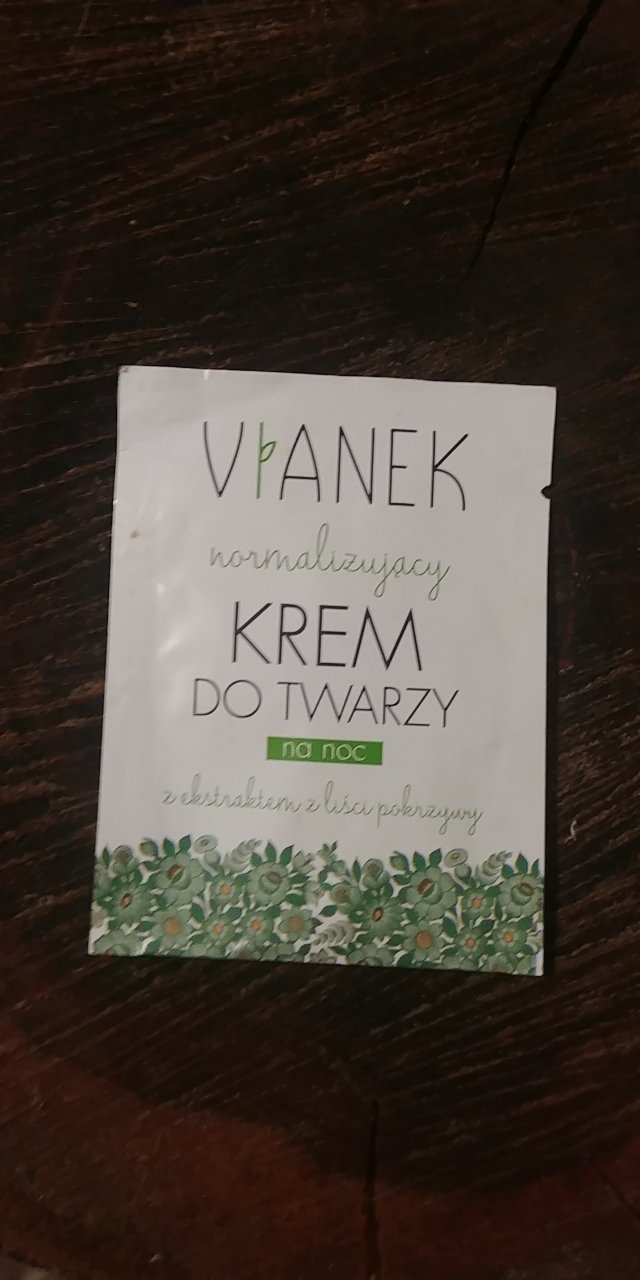 VIANEK
normalizujący
KREM
DO TWARZY
na noc
z ekstraktem z liści pokrzywy